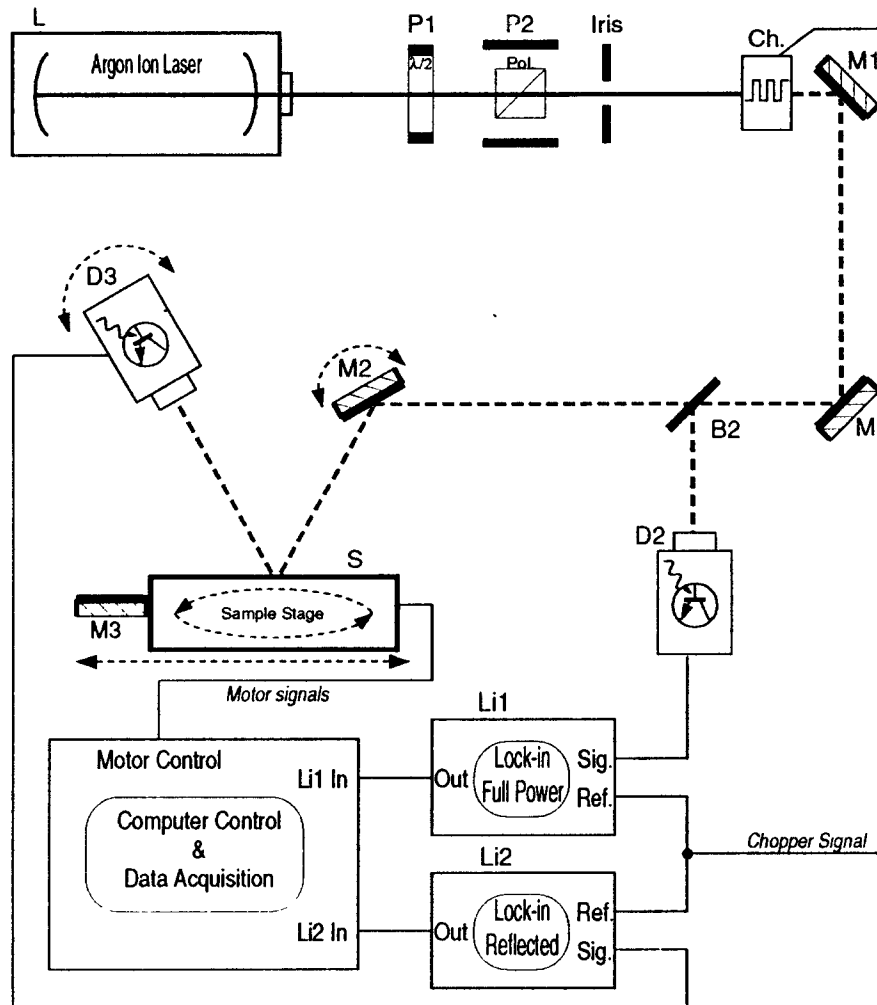 L
P1
P2
Iris
Ch.
M1
Argon Ion Laser
λ/2
Pol.
D3
M2
B2
M
D2
S
Sample Stage
M3
Motor signals
Li1
Motor Control
Li1 In
Out
Lock-in
Full Power
Sig.
Ref.
Computer Control
&
Data Acquisition
Chopper Signal
Li2
Li2 In
Out
Lock-in
Reflected
Ref.
Sig.